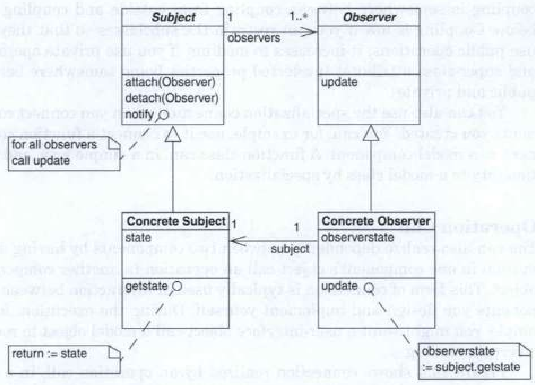 Subject
1
1..*
Observer
observers
attach(Observer)
detach(Observer)
notify
update
for all observers
call update
Concrete Subject
1
1
Concrete Observer
state
subject
observerstate
getstate
update
return := state
observerstate
:= subject.getstate